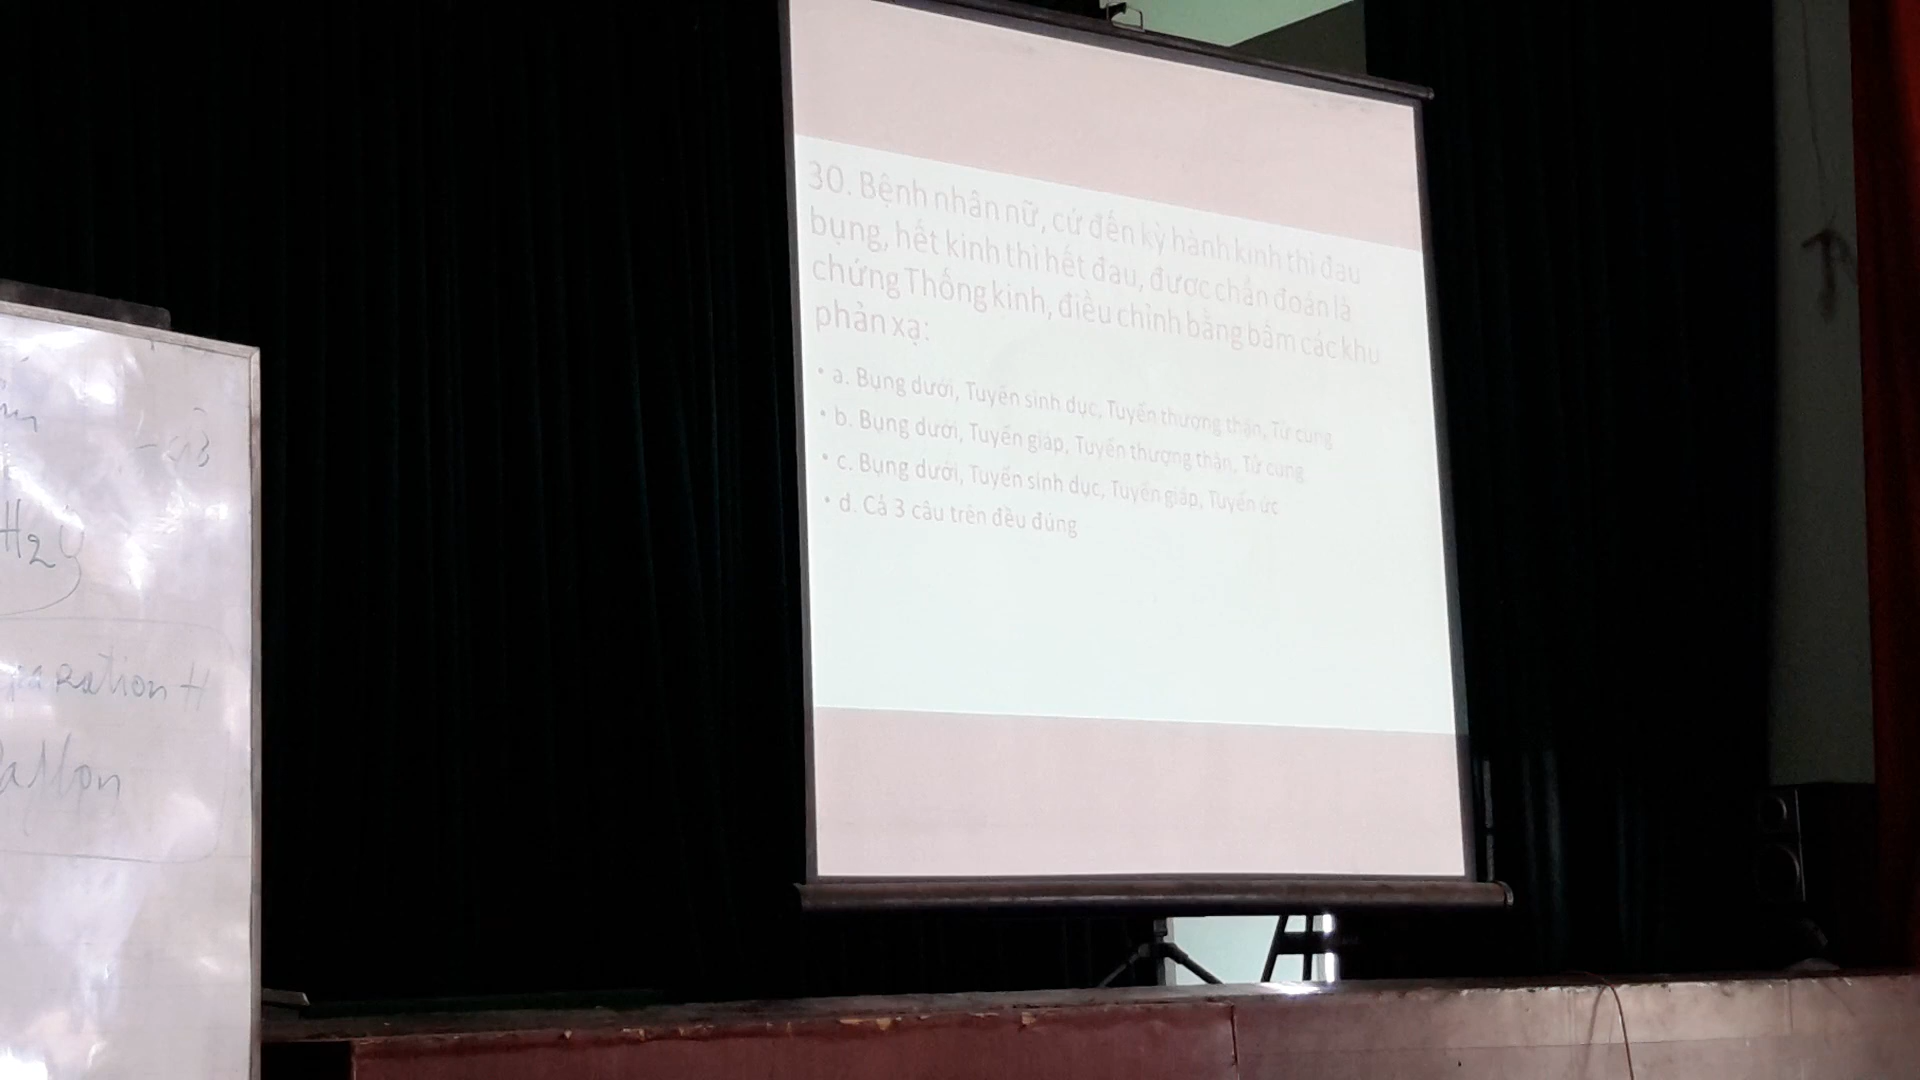 30. Bệnh nhân nữ, cứ đến kỳ hành kinh thì đau
bụng, hết kinh thì hết đau, được chẩn đoán là
chứng Thống kinh, điều chỉnh bằng bấm các khu
phản xạ:
• a. Bụng dưới, Tuyến sinh dục, Tuyến thượng thận, Tử cung
• b. Bụng dưới, Tuyến giáp, Tuyến thượng thận, Tử cung
• c. Bụng dưới, Tuyến sinh dục, Tuyến giáp, Tuyến ức
• d. Cả 3 câu trên đều đúng
H2
paration H